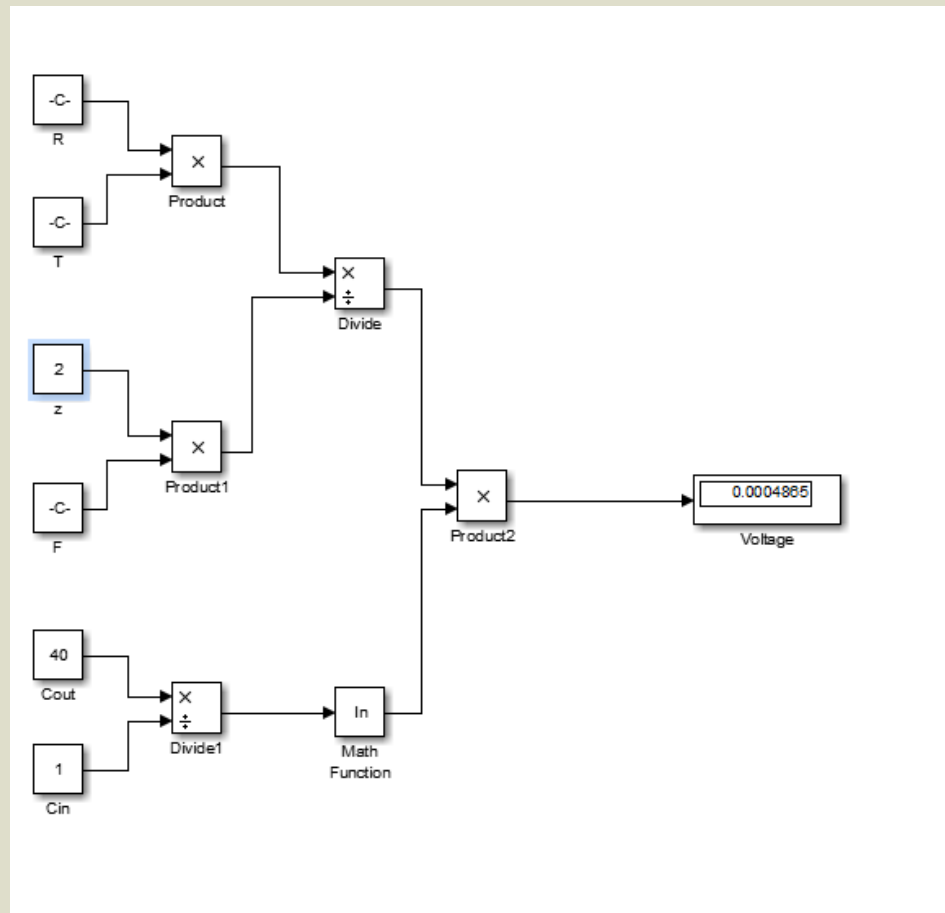 -C-
R
×
Product
-C-
T
×
÷
Divide
2
z
×
Product1
-C-
F
×
Product2
0.0004865
Voltage
40
Cout
×
÷
Divide1
ln
Math
Function
1
Cin